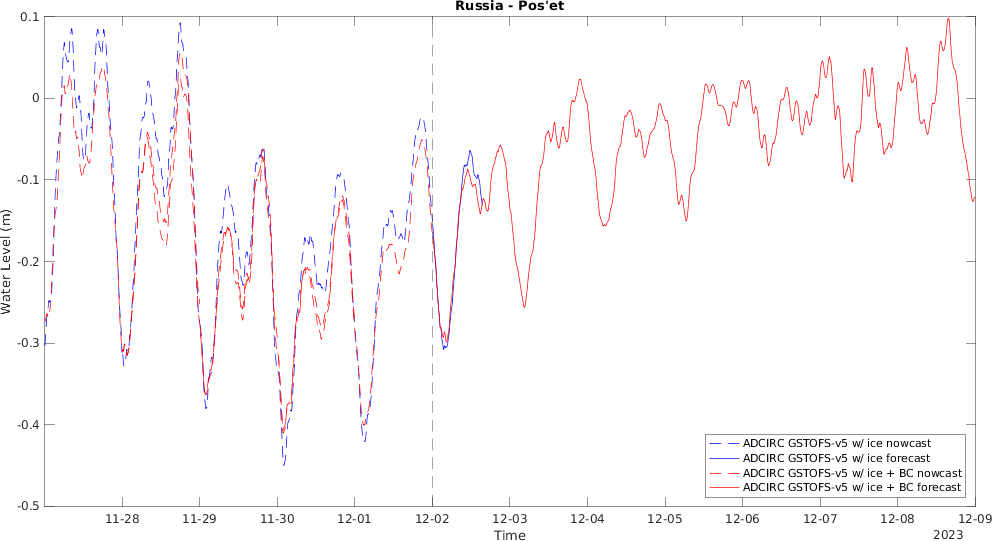 Russia - Pos'et
0.1
0
-0.1
-0.2
-0.3
-0.4
-0.5
Water Level (m)
11-28
11-29
11-30
12-01
12-02
12-03
12-04
12-05
12-06
12-07
12-08
12-09
2023
Time
ADCIRC GSTOFS-v5 w/ ice nowcast
ADCIRC GSTOFS-v5 w/ ice forecast
ADCIRC GSTOFS-v5 w/ ice + BC nowcast
ADCIRC GSTOFS-v5 w/ ice + BC forecast